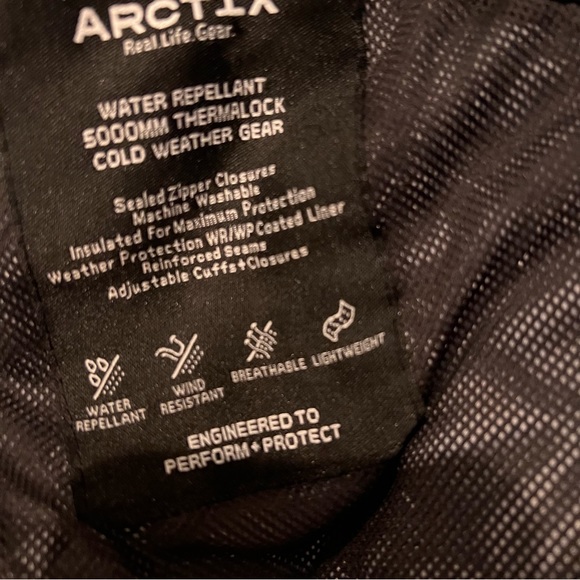 ARCTIX
Real.Life.Gear.
WATER REPELLANT
5000MM THERMALOCK
COLD WEATHER GEAR
Sealed Zipper Closures
Machine Washable
Insulated For Maximum Protection
Weather Protection WR/WP Coated Liner
Reinforced Seams
Adjustable Cuffs+Closures
WATER
REPELLANT
WIND
RESISTANT
BREATHABLE
LIGHTWEIGHT
ENGINEERED TO
PERFORM+PROTECT